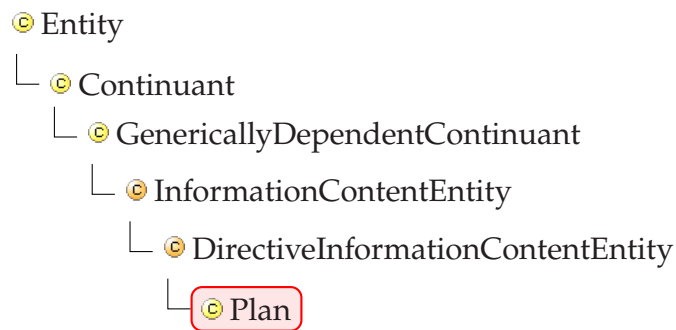 C Entity
C Continuant
C GenericallyDependentContinuant
C InformationContentEntity
C DirectiveInformationContentEntity
C Plan